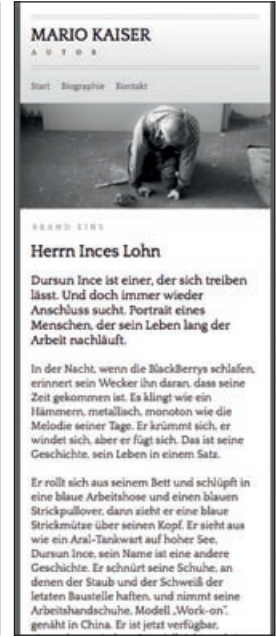 MARIO KAISER
AUTOR
Start Biographie Kontakt
BRAND EINS
Herrn Inces Lohn
Dursun Ince ist einer, der sich treiben
lässt. Und doch immer wieder
Anschluss sucht. Portrait eines
Menschen, der sein Leben lang der
Arbeit nachläuft.
In der Nacht, wenn die BlackBerrys schlafen,
erinnert sein Wecker ihn daran, dass seine
Zeit gekommen ist. Es klingt wie ein
Hämmern, metallisch, monoton wie die
Melodie seiner Tage. Er krümmt sich, er
windet sich, aber er fügt sich. Das ist seine
Geschichte, sein Leben in einem Satz.
Er rollt sich aus seinem Bett und schlüpft in
eine blaue Arbeitshose und einen blauen
Strickpullover, dann zieht er eine blaue
Strickmütze über seinen Kopf. Er sieht aus
wie ein Aral-Tankwart auf hoher See.
Dursun Ince, sein Name ist eine andere
Geschichte. Er schnürt seine Schuhe, an
denen der Staub und der Schweiß der
letzten Baustelle haften, und nimmt seine
Arbeitshandschuhe. Modell „Work-on“,
genäht in China. Er ist jetzt verfügbar,